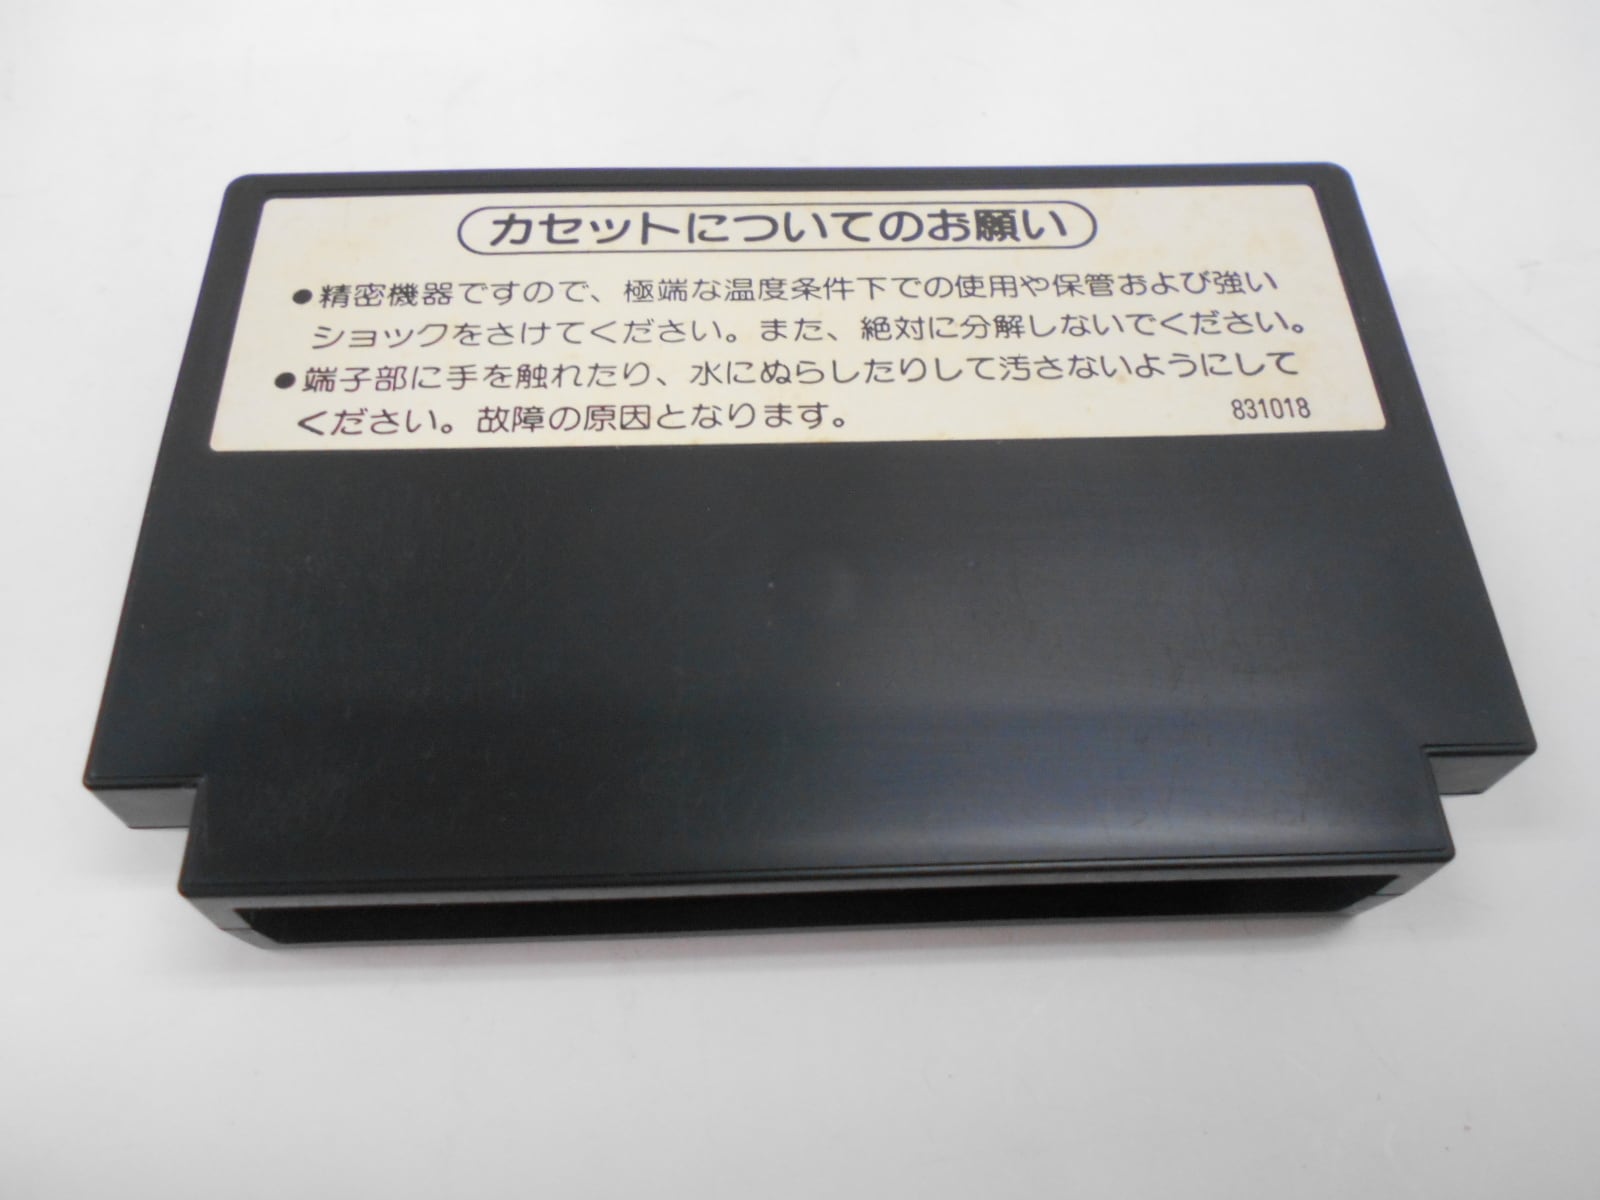 カセットについてのお願い
●精密機器ですので、極端な温度条件下での使用や保管および強い
ショックをさけてください。また、絶対に分解しないでください。
●端子部に手を触れたり、水にぬらしたりして汚さないようにして
ください。故障の原因となります。 831018